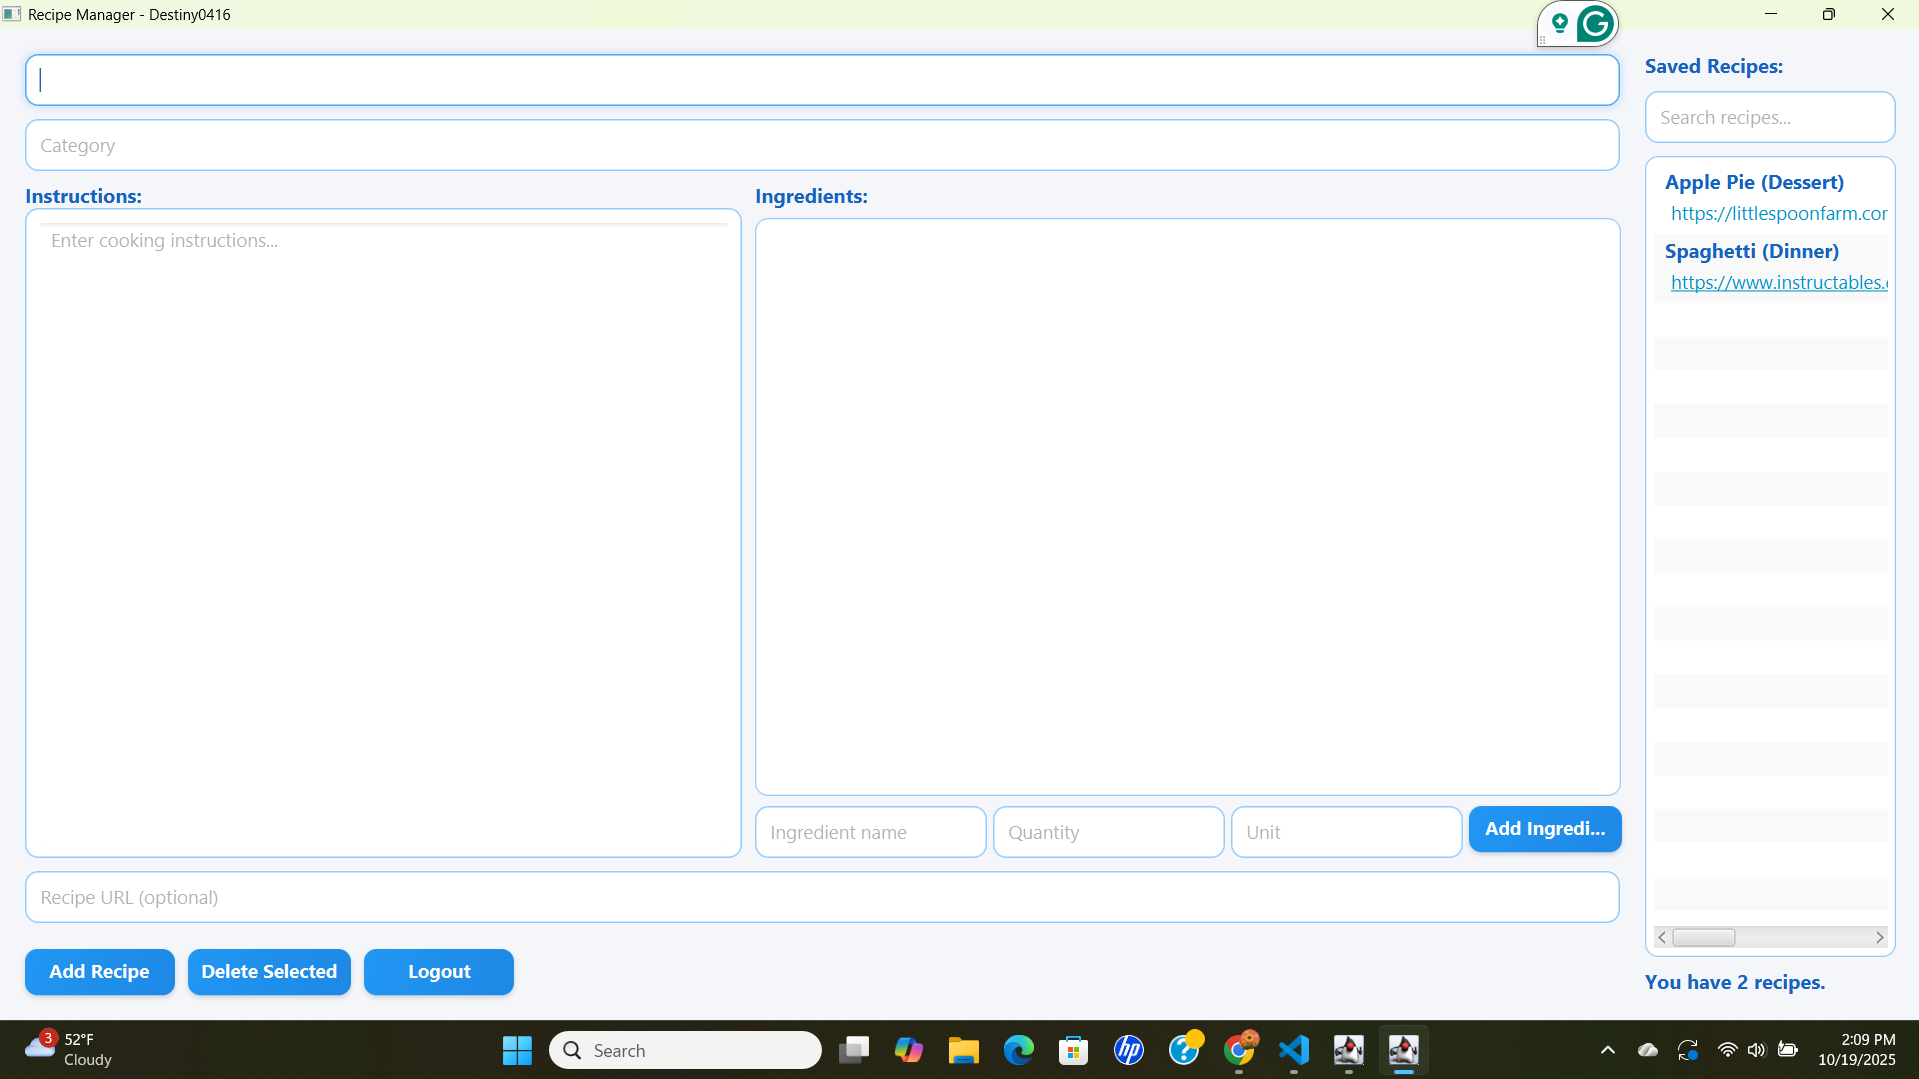 Recipe Manager - Destiny0416
Saved Recipes:
Search recipes...
Category
Instructions:
Ingredients:
Enter cooking instructions...
Apple Pie (Dessert)
https://littlespoonfarm.cor
Spaghetti (Dinner)
https://www.instructables.
Ingredient name
Quantity
Unit
Add Ingredi...
Recipe URL (optional)
Add Recipe
Delete Selected
Logout
You have 2 recipes.
3
52°F
Cloudy
Search
hp
2:09 PM
10/19/2025